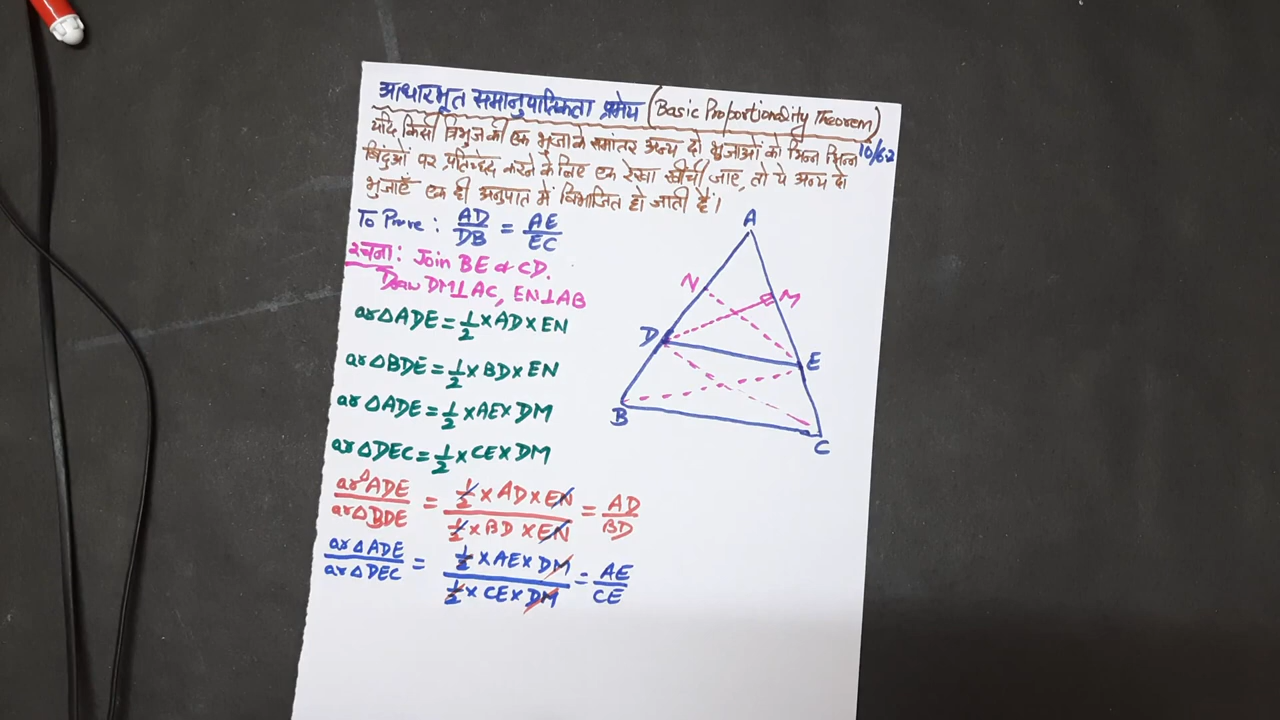 आधारभूत समानुपातिकता प्रमेय (Basic Proportionality Theorem)
यदि किसी त्रिभुज की एक भुजा के समांतर अन्य दो भुजाओं को भिन्न भिन्न 10/6.2
बिंदुओं पर प्रतिच्छेद करने के लिए एक रेखा खींची जाए, तो ये अन्य दो
भुजाएँ एक ही अनुपात में विभाजित हो जाती हैं।
To Prove : AD/DB = AE/EC
रचना : Join BE & CD.
Draw DM⊥AC, EN⊥AB
ar△ADE = 1/2 × AD × EN
ar△BDE = 1/2 × BD × EN
ar△ADE = 1/2 × AE × DM
ar△DEC = 1/2 × CE × DM
ar△ADE/ar△BDE = 1/2 × AD × EN / 1/2 × BD × EN = AD/BD
ar△ADE/ar△DEC = 1/2 × AE × DM / 1/2 × CE × DM = AE/CE
A
N
M
D
E
B
C